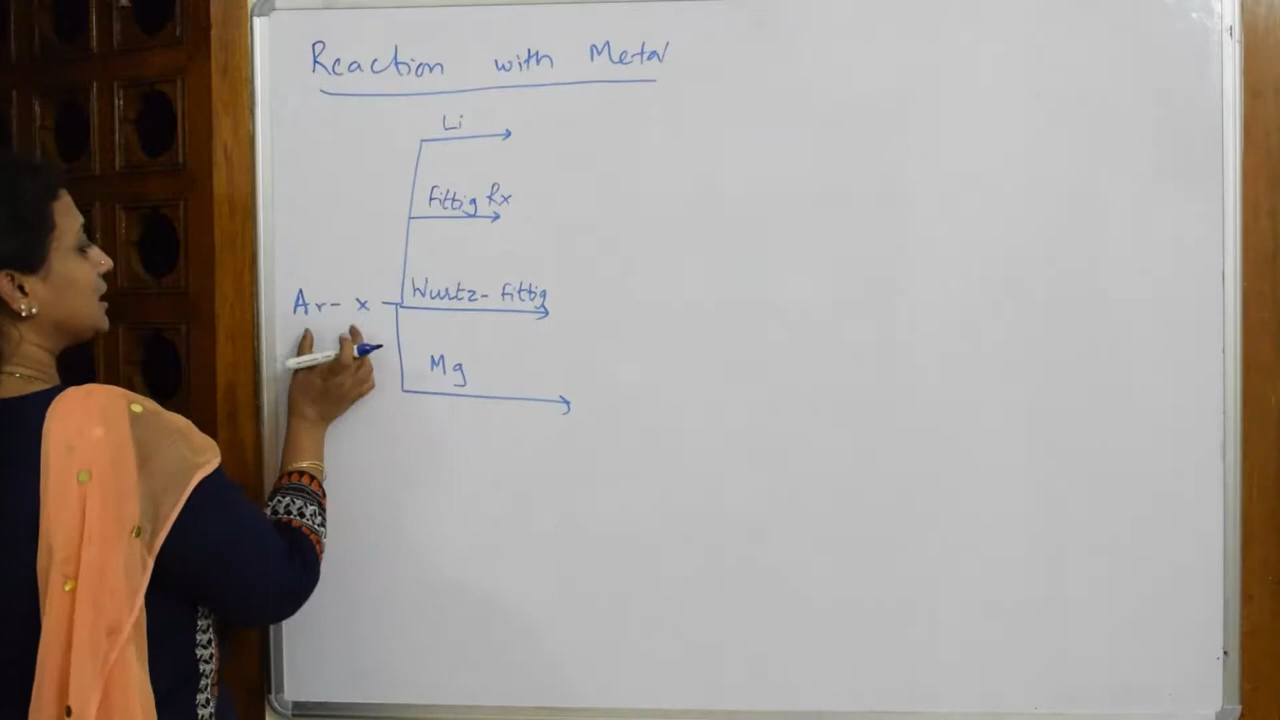 Reaction with Metal
Li
Fittig Rx
Wurtz- fittig
Ar- x
Mg